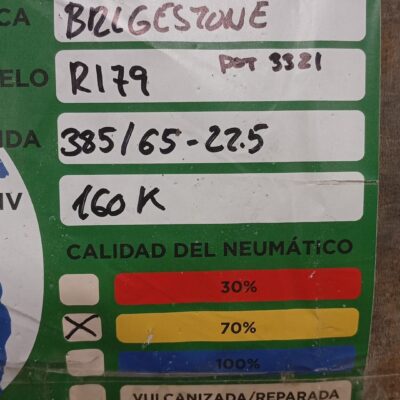 CA BRIGESTONE
ELO R179 DOT 3321
IDA 385/65-22.5
IV 160K
CALIDAD DEL NEUMÁTICO
30%
X 70%
100%
VULCANIZADA/REPARADA